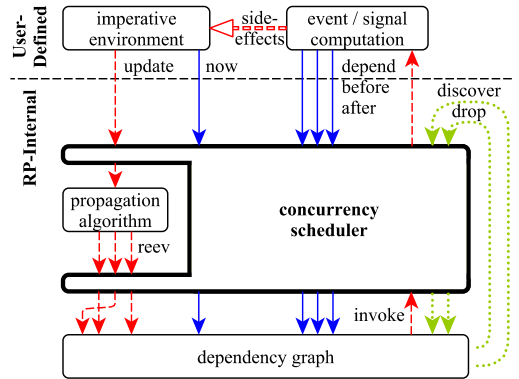 User-
Defined
imperative
environment
side-
effects
event / signal
computation
update
now
depend
before
after
discover
drop
RP-Internal
propagation
algorithm
reev
concurrency
scheduler
invoke
dependency graph